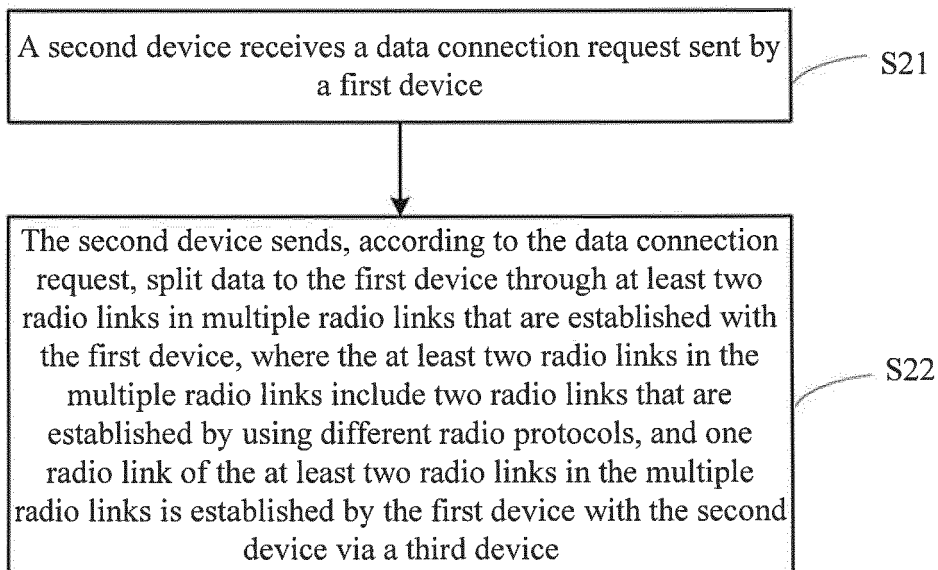 A second device receives a data connection request sent by
a first device
S21
The second device sends, according to the data connection
request, split data to the first device through at least two
radio links in multiple radio links that are established with
the first device, where the at least two radio links in the
multiple radio links include two radio links that are
established by using different radio protocols, and one
radio link of the at least two radio links in the multiple
radio links is established by the first device with the second
device via a third device
S22